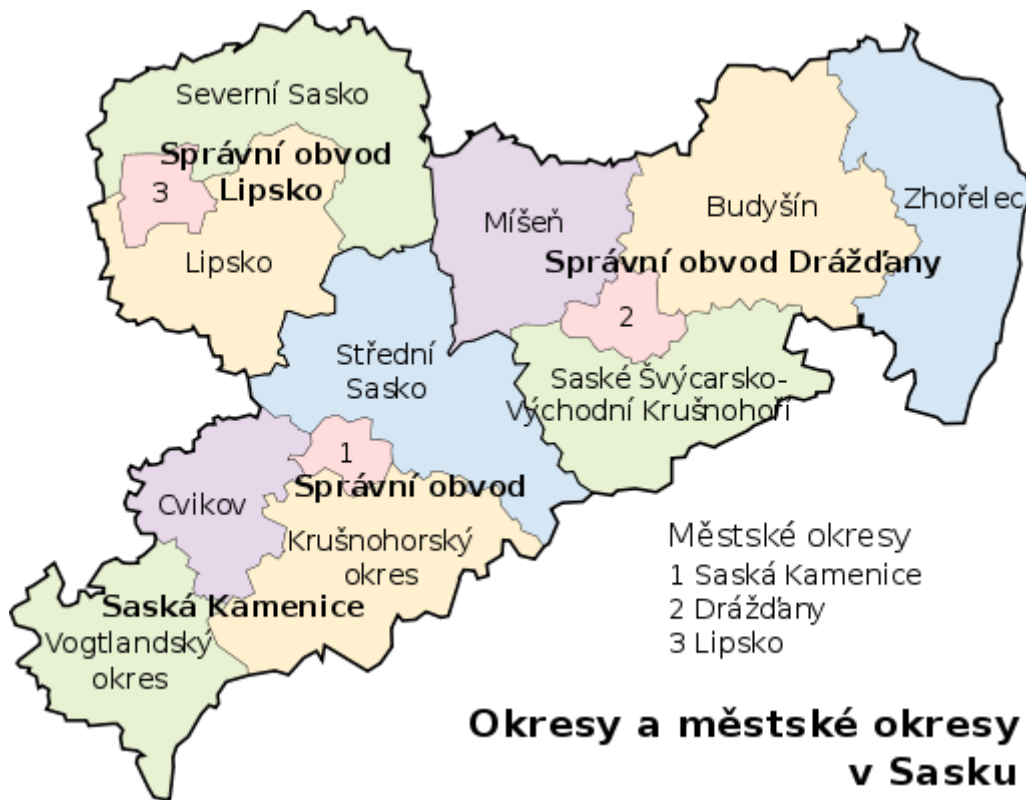 Severní Sasko
Správní obvod
Lipsko
3
Lipsko
Míšeň
Budyšín
Zhořelec
Správní obvod Drážďany
2
Střední
Sasko
Saské Švýcarsko-
Východní Krušnohoří
1
Správní obvod
Cvikov
Krušnohorský
okres
Saská Kamenice
Vogtlandský
okres
Městské okresy
1 Saská Kamenice
2 Drážďany
3 Lipsko
Okresy a městské okresy
v Sasku